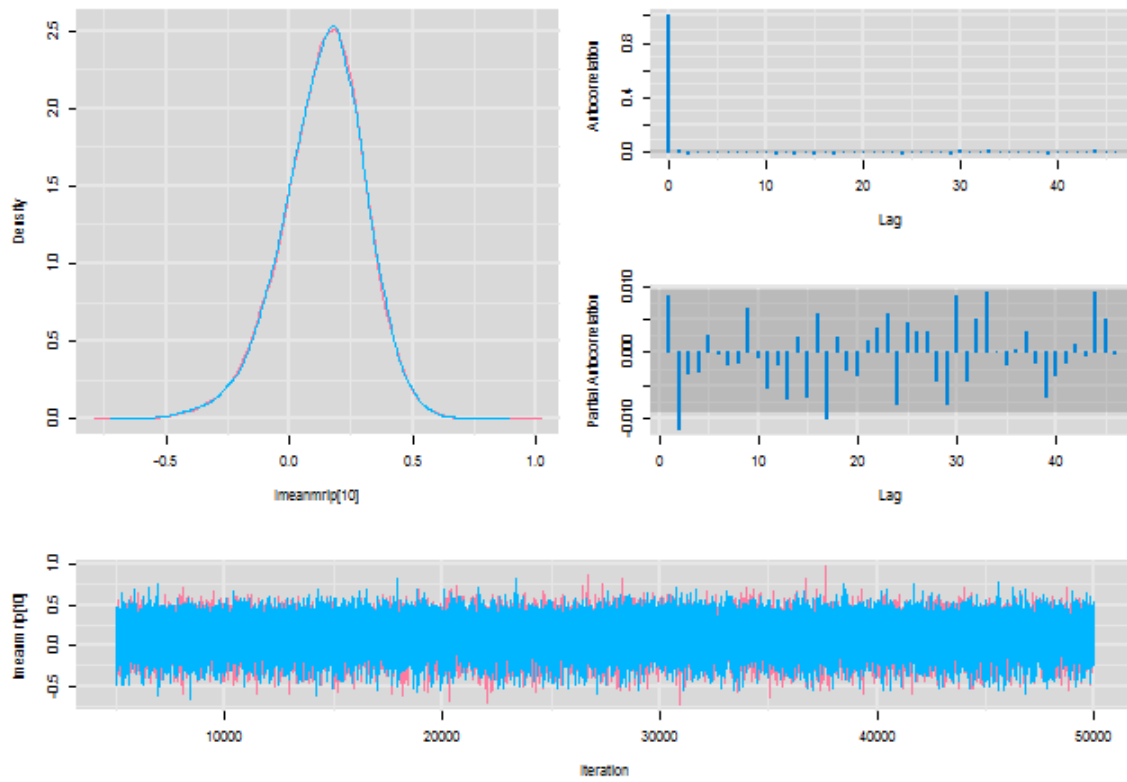 Density
0.0 0.5 1.0 1.5 2.0 2.5
-0.5 0.0 0.5 1.0
lmeanmrip[10]
Autocorrelation
0.0 0.4 0.8
0 10 20 30 40
Lag
Partial Autocorrelation
-0.010 0.000 0.010
0 10 20 30 40
Lag
lmeanmrip[10]
-0.5 0.0 0.5 1.0
10000 20000 30000 40000 50000
Iteration